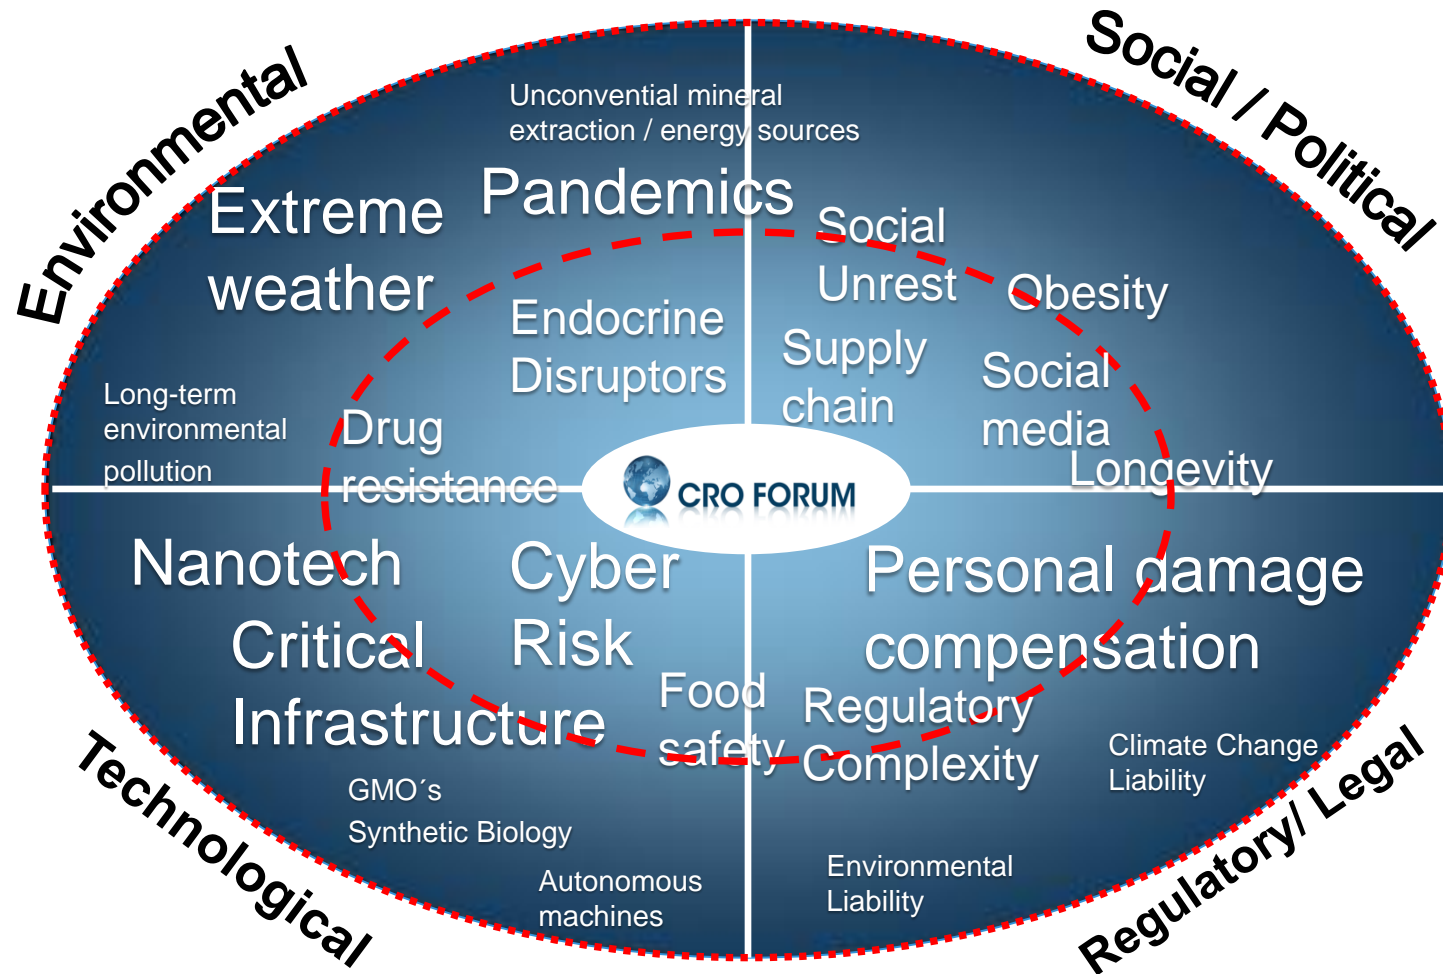 Environmental
Social / Political
Unconvential mineral
extraction / energy sources
Pandemics
Extreme
weather
Endocrine
Disruptors
Long-term
environmental
pollution
Drug
resistance
Social
Unrest
Obesity
Supply
chain
Social
media
Longevity
CRO FORUM
Nanotech
Cyber
Risk
Critical
Infrastructure
Food
safety
GMO´s
Synthetic Biology
Autonomous
machines
Personal damage
compensation
Regulatory
Complexity
Climate Change
Liability
Environmental
Liability
Technological
Regulatory/ Legal